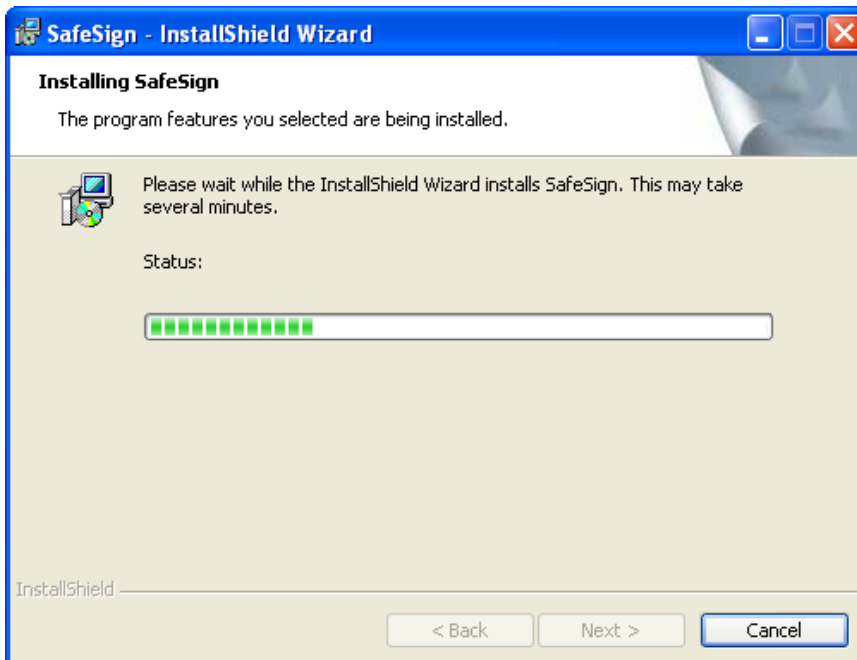 SafeSign - InstallShield Wizard
Installing SafeSign
The program features you selected are being installed.
Please wait while the InstallShield Wizard installs SafeSign. This may take
several minutes.
Status:
InstallShield
< Back Next > Cancel